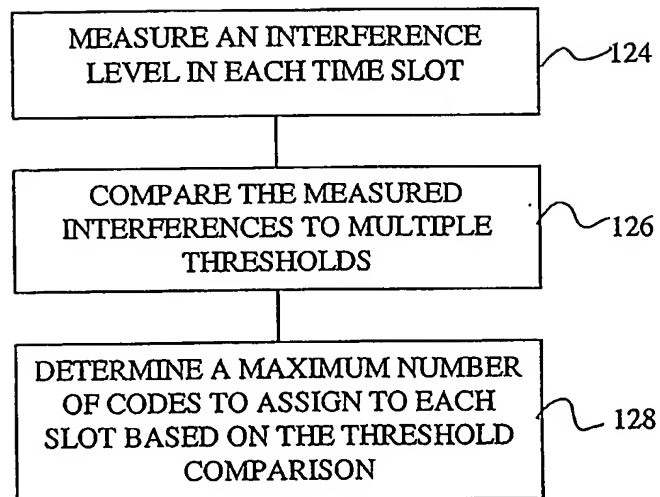 MEASURE AN INTERFERENCE
LEVEL IN EACH TIME SLOT
124
COMPARE THE MEASURED
INTERFERENCES TO MULTIPLE
THRESHOLDS
126
DETERMINE A MAXIMUM NUMBER
OF CODES TO ASSIGN TO EACH
SLOT BASED ON THE THRESHOLD
COMPARISON
128